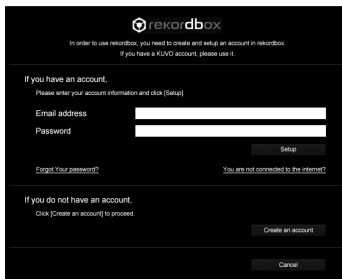 rekordbox
In order to use rekordbox, you need to create and setup an account in rekordbox.
If you have a KUVO account, please use it.
If you have an account,
Please enter your account information and click [Setup].
Email address
Password
Setup
Forgot Your password?
You are not connected to the internet?
If you do not have an account,
Click [Create an account] to proceed.
Create an account
Cancel